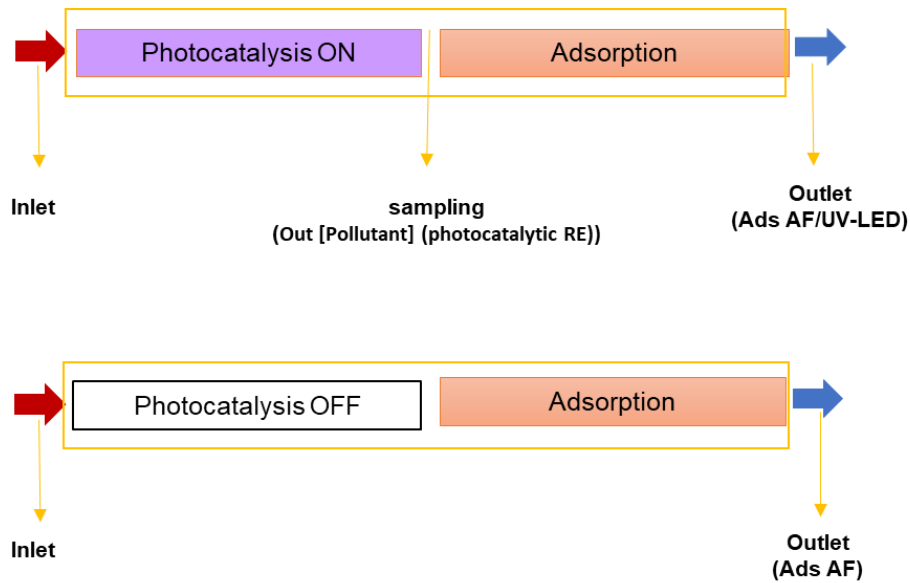 Photocatalysis ON
Adsorption
Inlet
sampling
(Out [Pollutant] (photocatalytic RE))
Outlet
(Ads AF/UV-LED)
Photocatalysis OFF
Adsorption
Inlet
Outlet
(Ads AF)